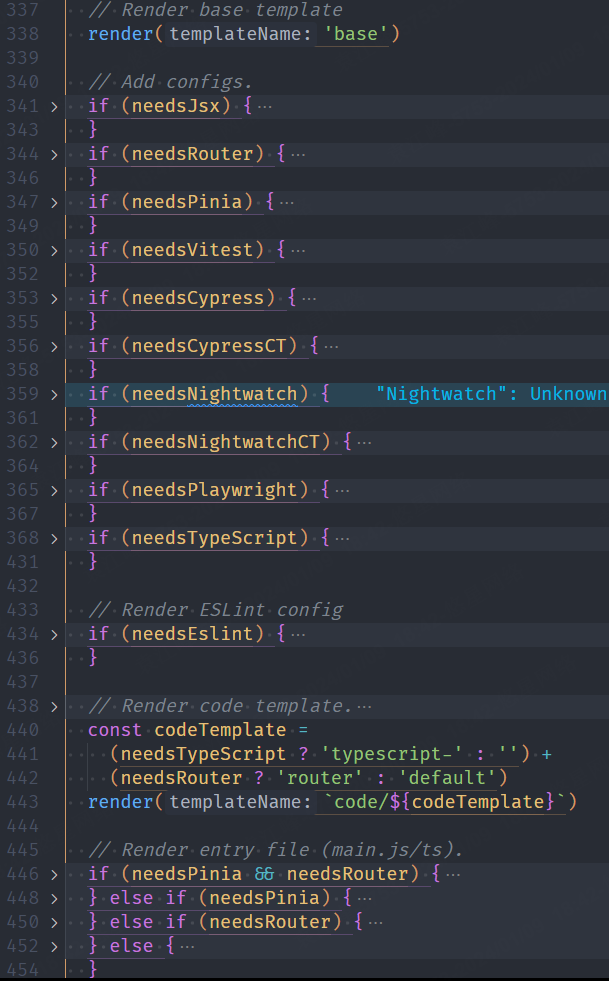 337 // Render base template
338 render(templateName: 'base')
339
340 // Add configs.
341 > if (needsJsx) {···
343 }
344 > if (needsRouter) {···
346 }
347 > if (needsPinia) {···
349 }
350 > if (needsVitest) {···
352 }
353 > if (needsCypress) {···
355 }
356 > if (needsCypressCT) {···
358 }
359 > if (needsNightwatch) { "Nightwatch": Unknown
361 }
362 > if (needsNightwatchCT) {···
364 }
365 > if (needsPlaywright) {···
367 }
368 > if (needsTypeScript) {···
431 }
432
433 // Render ESLint config
434 > if (needsEslint) {···
436 }
437
438 > // Render code template.···
440 const codeTemplate =
441 (needsTypeScript ? 'typescript-' : '') +
442 (needsRouter ? 'router' : 'default')
443 render(templateName: `code/${codeTemplate}`)
444
445 // Render entry file (main.js/ts).
446 > if (needsPinia && needsRouter) {···
448 > } else if (needsPinia) {···
450 > } else if (needsRouter) {···
452 > } else {···
454 }